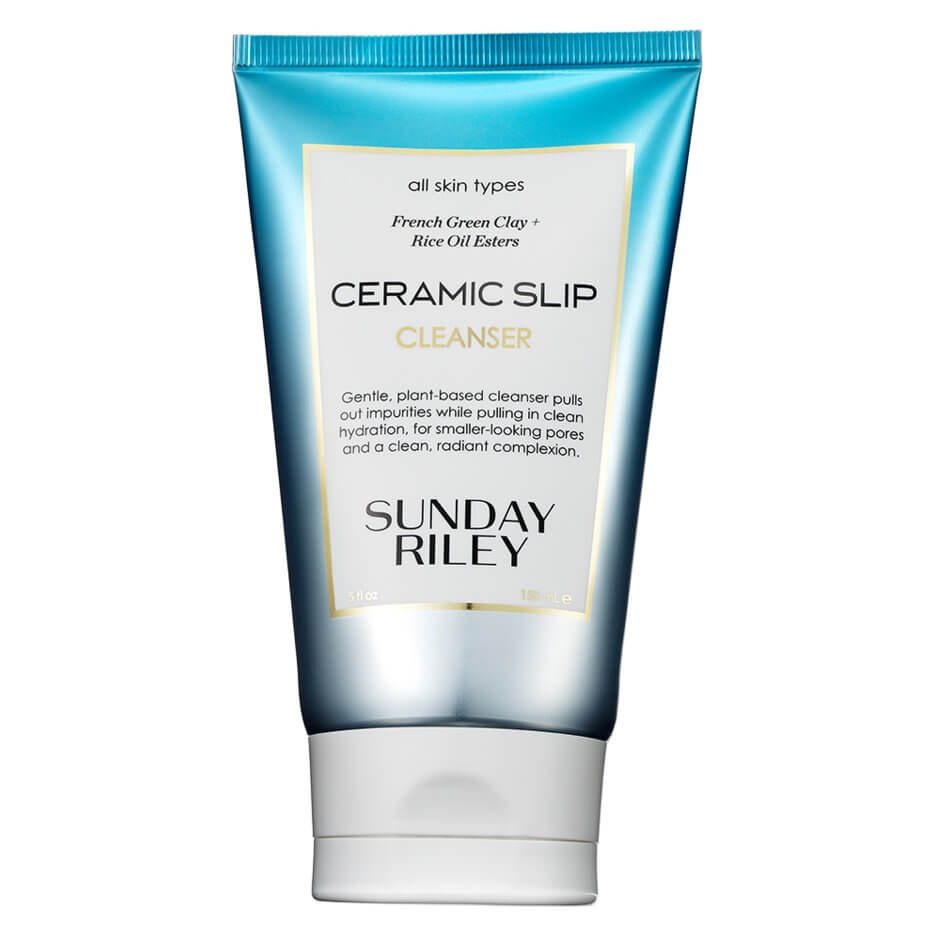 all skin types
French Green Clay +
Rice Oil Esters
CERAMIC SLIP
CLEANSER
Gentle, plant-based cleanser pulls
out impurities while pulling in clean
hydration, for smaller-looking pores
and a clean, radiant complexion.
SUNDAY
RILEY
5 fl oz